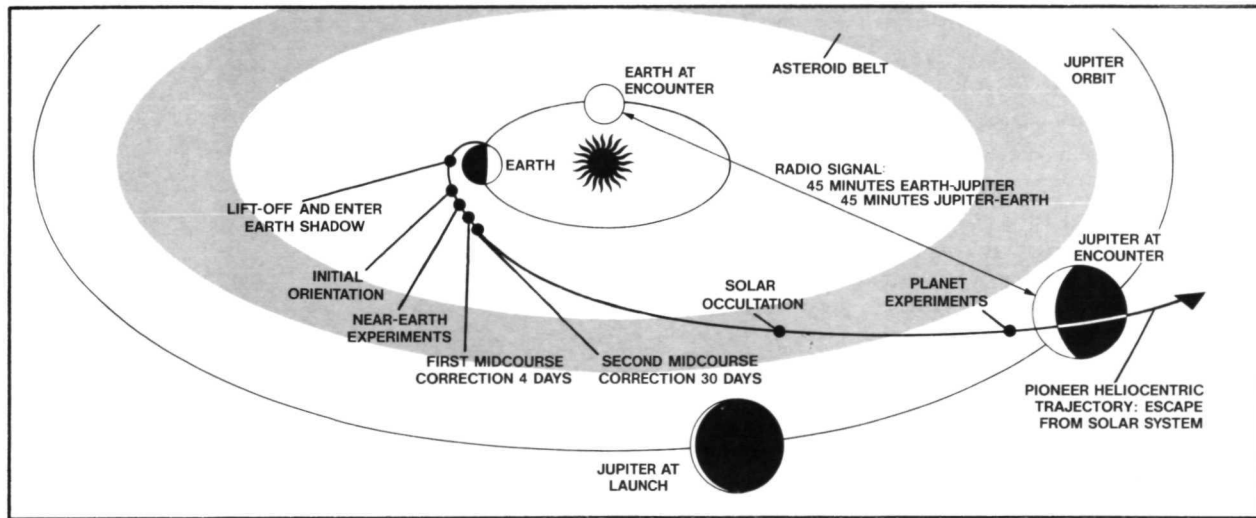 ASTEROID BELT
JUPITER
ORBIT
EARTH AT
ENCOUNTER
EARTH
RADIO SIGNAL:
45 MINUTES EARTH-JUPITER
45 MINUTES JUPITER-EARTH
LIFT-OFF AND ENTER
EARTH SHADOW
JUPITER AT
ENCOUNTER
INITIAL
ORIENTATION
SOLAR
OCCULTATION
PLANET
EXPERIMENTS
NEAR-EARTH
EXPERIMENTS
FIRST MIDCOURSE
CORRECTION 4 DAYS
SECOND MIDCOURSE
CORRECTION 30 DAYS
PIONEER HELIOCENTRIC
TRAJECTORY: ESCAPE
FROM SOLAR SYSTEM
JUPITER AT
LAUNCH